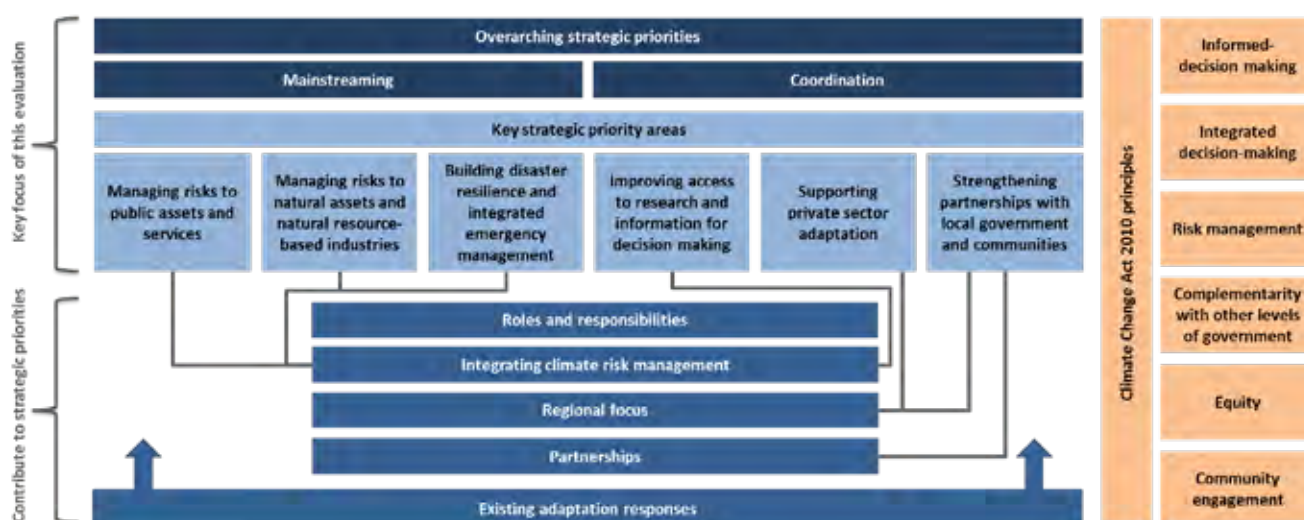 Key focus of this evaluation
Overarching strategic priorities
Mainstreaming
Coordination
Key strategic priority areas
Managing risks to
public assets and
services
Managing risks to
natural assets and
natural resource-
based industries
Building disaster
resilience and
integrated
emergency
management
Improving access
to research and
information for
decision making
Supporting
private sector
adaptation
Strengthening
partnerships with
local government
and communities
Contribute to strategic priorities
Roles and responsibilities
Integrating climate risk management
Regional focus
Partnerships
Existing adaptation responses
Climate Change Act 2010 principles
Informed-
decision making
Integrated
decision-making
Risk management
Complementarity
with other levels
of government
Equity
Community
engagement